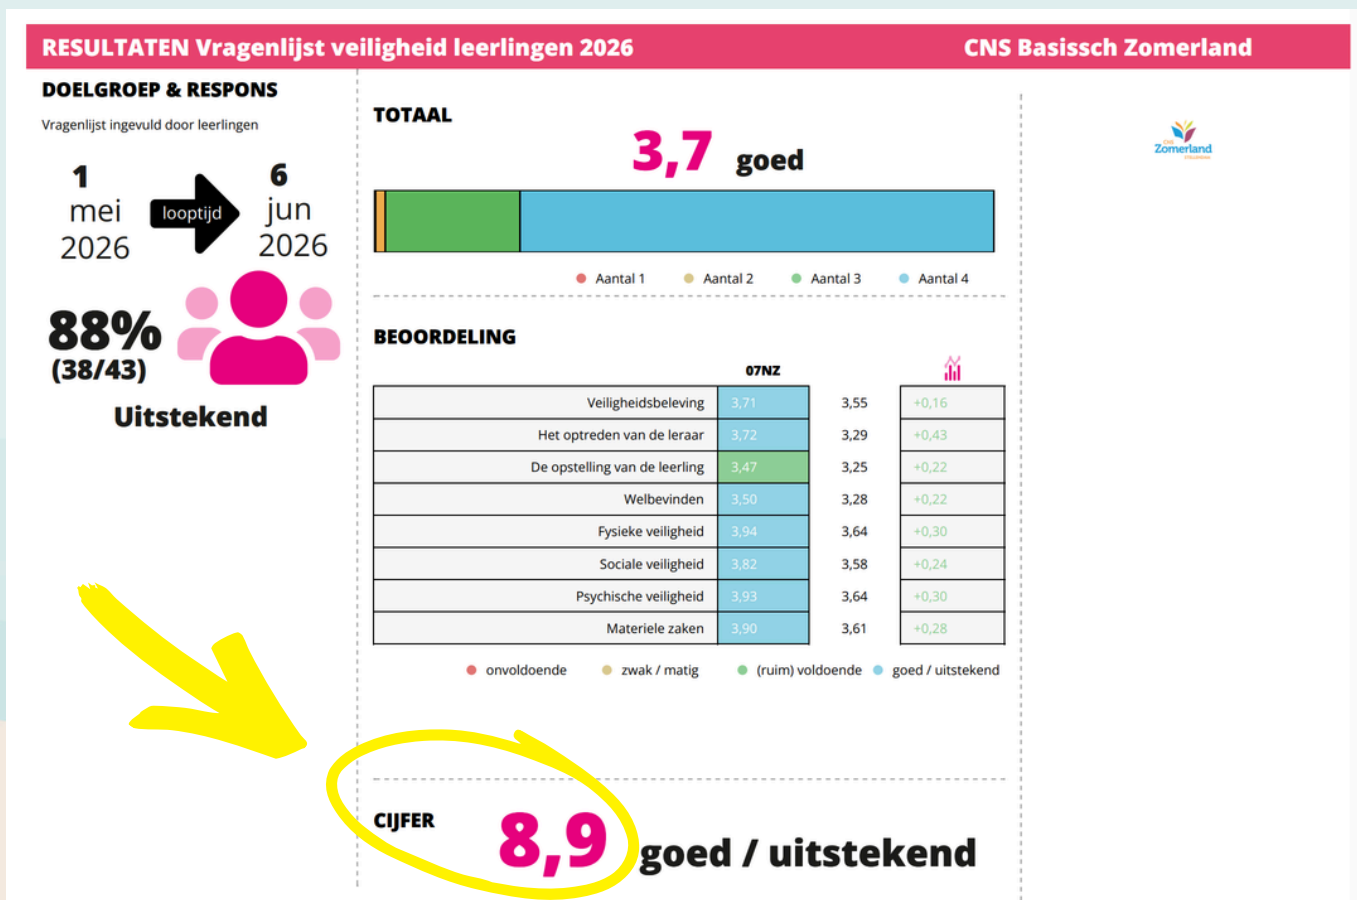 RESULTATEN Vragenlijst veiligheid leerlingen 2026
CNS Basissch Zomerland
DOELGROEP & RESPONS
Vragenlijst ingevuld door leerlingen
1
mei
2026
looptijd
6
jun
2026
88%
(38/43)
Uitstekend
TOTAAL
3,7 goed
Aantal 1 Aantal 2 Aantal 3 Aantal 4
BEOORDELING
07NZ
Veiligheidsbeleving 3,71 3,55 +0,16
Het optreden van de leraar 3,72 3,29 +0,43
De opstelling van de leerling 3,47 3,25 +0,22
Welbevinden 3,50 3,28 +0,22
Fysieke veiligheid 3,94 3,64 +0,30
Sociale veiligheid 3,82 3,58 +0,24
Psychische veiligheid 3,93 3,64 +0,30
Materiele zaken 3,90 3,61 +0,28
onvoldoende zwak / matig (ruim) voldoende goed / uitstekend
CIJFER 8,9 goed / uitstekend
CNS
Zomerland